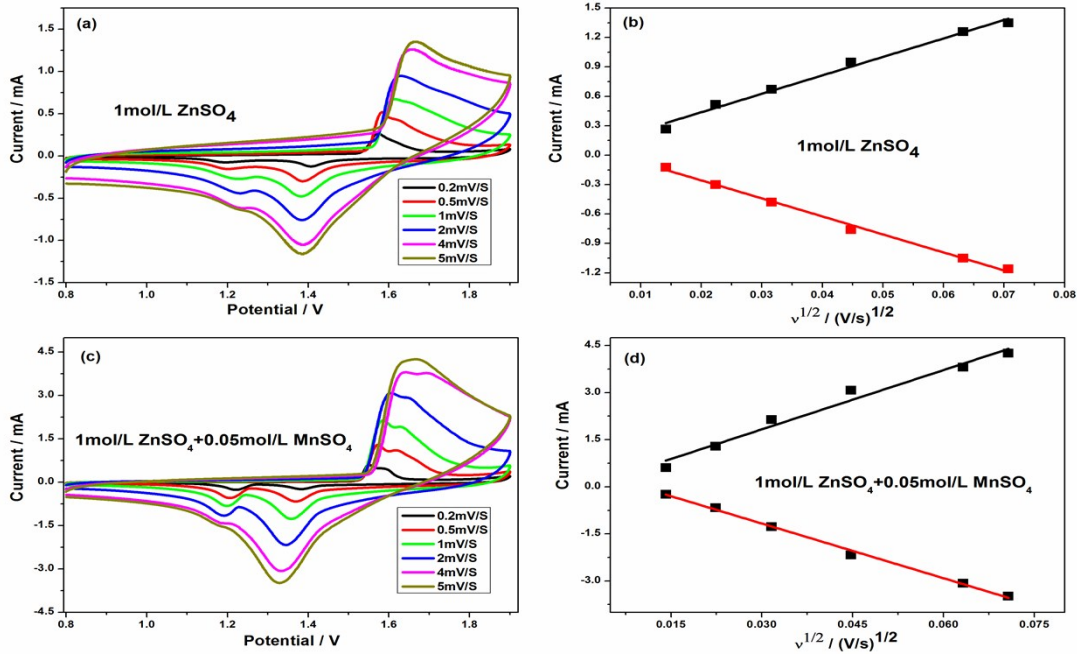 (a)
1mol/L ZnSO4
0.2mV/S
0.5mV/S
1mV/S
2mV/S
4mV/S
5mV/S
Current / mA
1.5
1.0
0.5
0.0
-0.5
-1.0
-1.5
0.8 1.0 1.2 1.4 1.6 1.8
Potential / V
(b)
1mol/L ZnSO4
Current / mA
1.5
1.2
0.9
0.6
0.3
0.0
-0.3
-0.6
-0.9
-1.2
0.01 0.02 0.03 0.04 0.05 0.06 0.07 0.08
ν1/2 / (V/s)1/2
(c)
1mol/L ZnSO4+0.05mol/L MnSO4
0.2mV/S
0.5mV/S
1mV/S
2mV/S
4mV/S
5mV/S
Current / mA
4.5
3.0
1.5
0.0
-1.5
-3.0
-4.5
0.8 1.0 1.2 1.4 1.6 1.8
Potential / V
(d)
1mol/L ZnSO4+0.05mol/L MnSO4
Current / mA
4.5
3.0
1.5
0.0
-1.5
-3.0
0.015 0.030 0.045 0.060 0.075
ν1/2 / (V/s)1/2